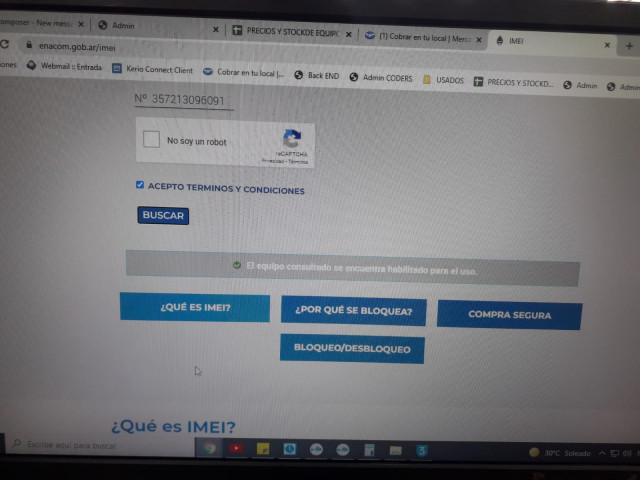 omposer - New mess
Admin
PRECIOS Y STOCKDE EQUIPO
(1) Cobrar en tu local | Merca
IMEI
enacom.gob.ar/imei
ones
Webmail :: Entrada
Kerio Connect Client
Cobrar en tu local |...
Back END
Admin CODERS
USADOS
PRECIOS Y STOCKD...
Admin
Admin
Nº 357213096091
No soy un robot
reCAPTCHA
Privacidad - Términos
ACEPTO TERMINOS Y CONDICIONES
BUSCAR
El equipo consultado se encuentra habilitado para el uso.
¿QUÉ ES IMEI?
¿POR QUÉ SE BLOQUEA?
COMPRA SEGURA
BLOQUEO/DESBLOQUEO
¿Qué es IMEI?
Escribe aquí para buscar
30°C Soleado